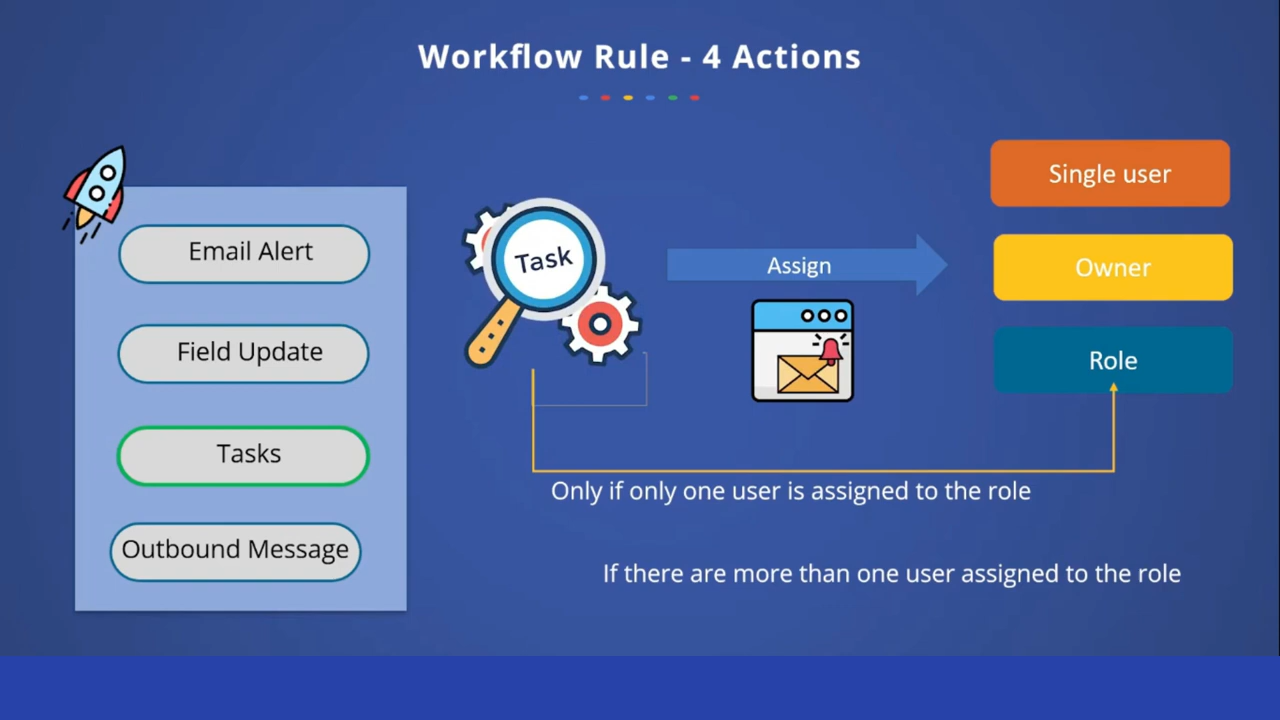 Workflow Rule - 4 Actions
Email Alert
Field Update
Tasks
Outbound Message
Task
Assign
Single user
Owner
Role
Only if only one user is assigned to the role
If there are more than one user assigned to the role